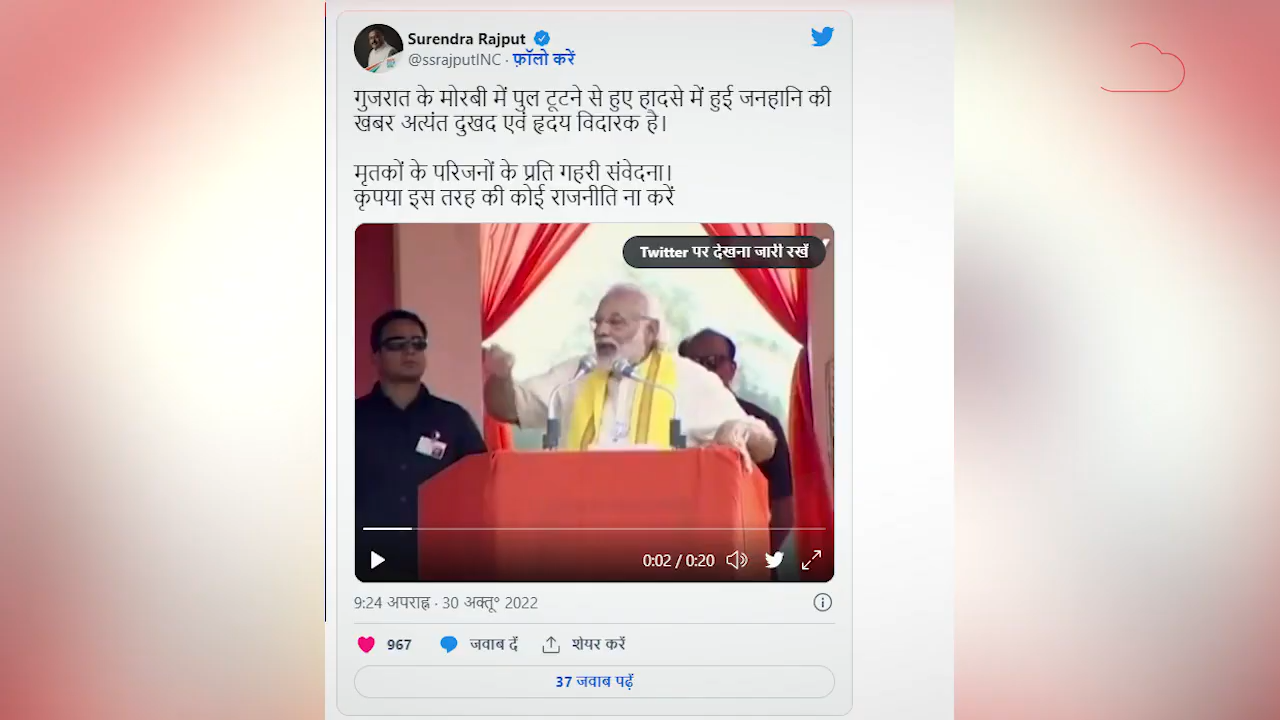 Surendra Rajput
@ssrajputINC · फ़ॉलो करें
गुजरात के मोरबी में पुल टूटने से हुए हादसे में हुई जनहानि की
खबर अत्यंत दुखद एवं हृदय विदारक हे।
मृतकों के परिजनों के प्रति गहरी संवेदना।
कृपया इस तरह की कोई राजनीति ना करें
Twitter पर देखना जारी रखें
0:02 / 0:20
9:24 अपराह्न · 30 अक्तू° 2022
967 जवाब दें शेयर करें
37 जवाब पढ़ें